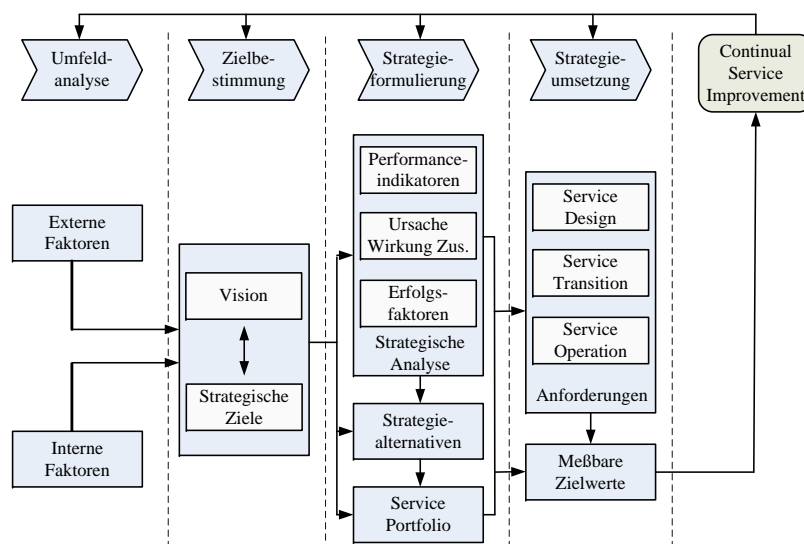 Umfeld-
analyse
Zielbe-
stimmung
Strategie-
formulierung
Strategie-
umsetzung
Continual
Service
Improvement
Externe
Faktoren
Interne
Faktoren
Vision
Strategische
Ziele
Performance-
indikatoren
Ursache
Wirkung Zus.
Erfolgs-
faktoren
Strategische
Analyse
Strategie-
alternativen
Service
Portfolio
Service
Design
Service
Transition
Service
Operation
Anforderungen
Meßbare
Zielwerte